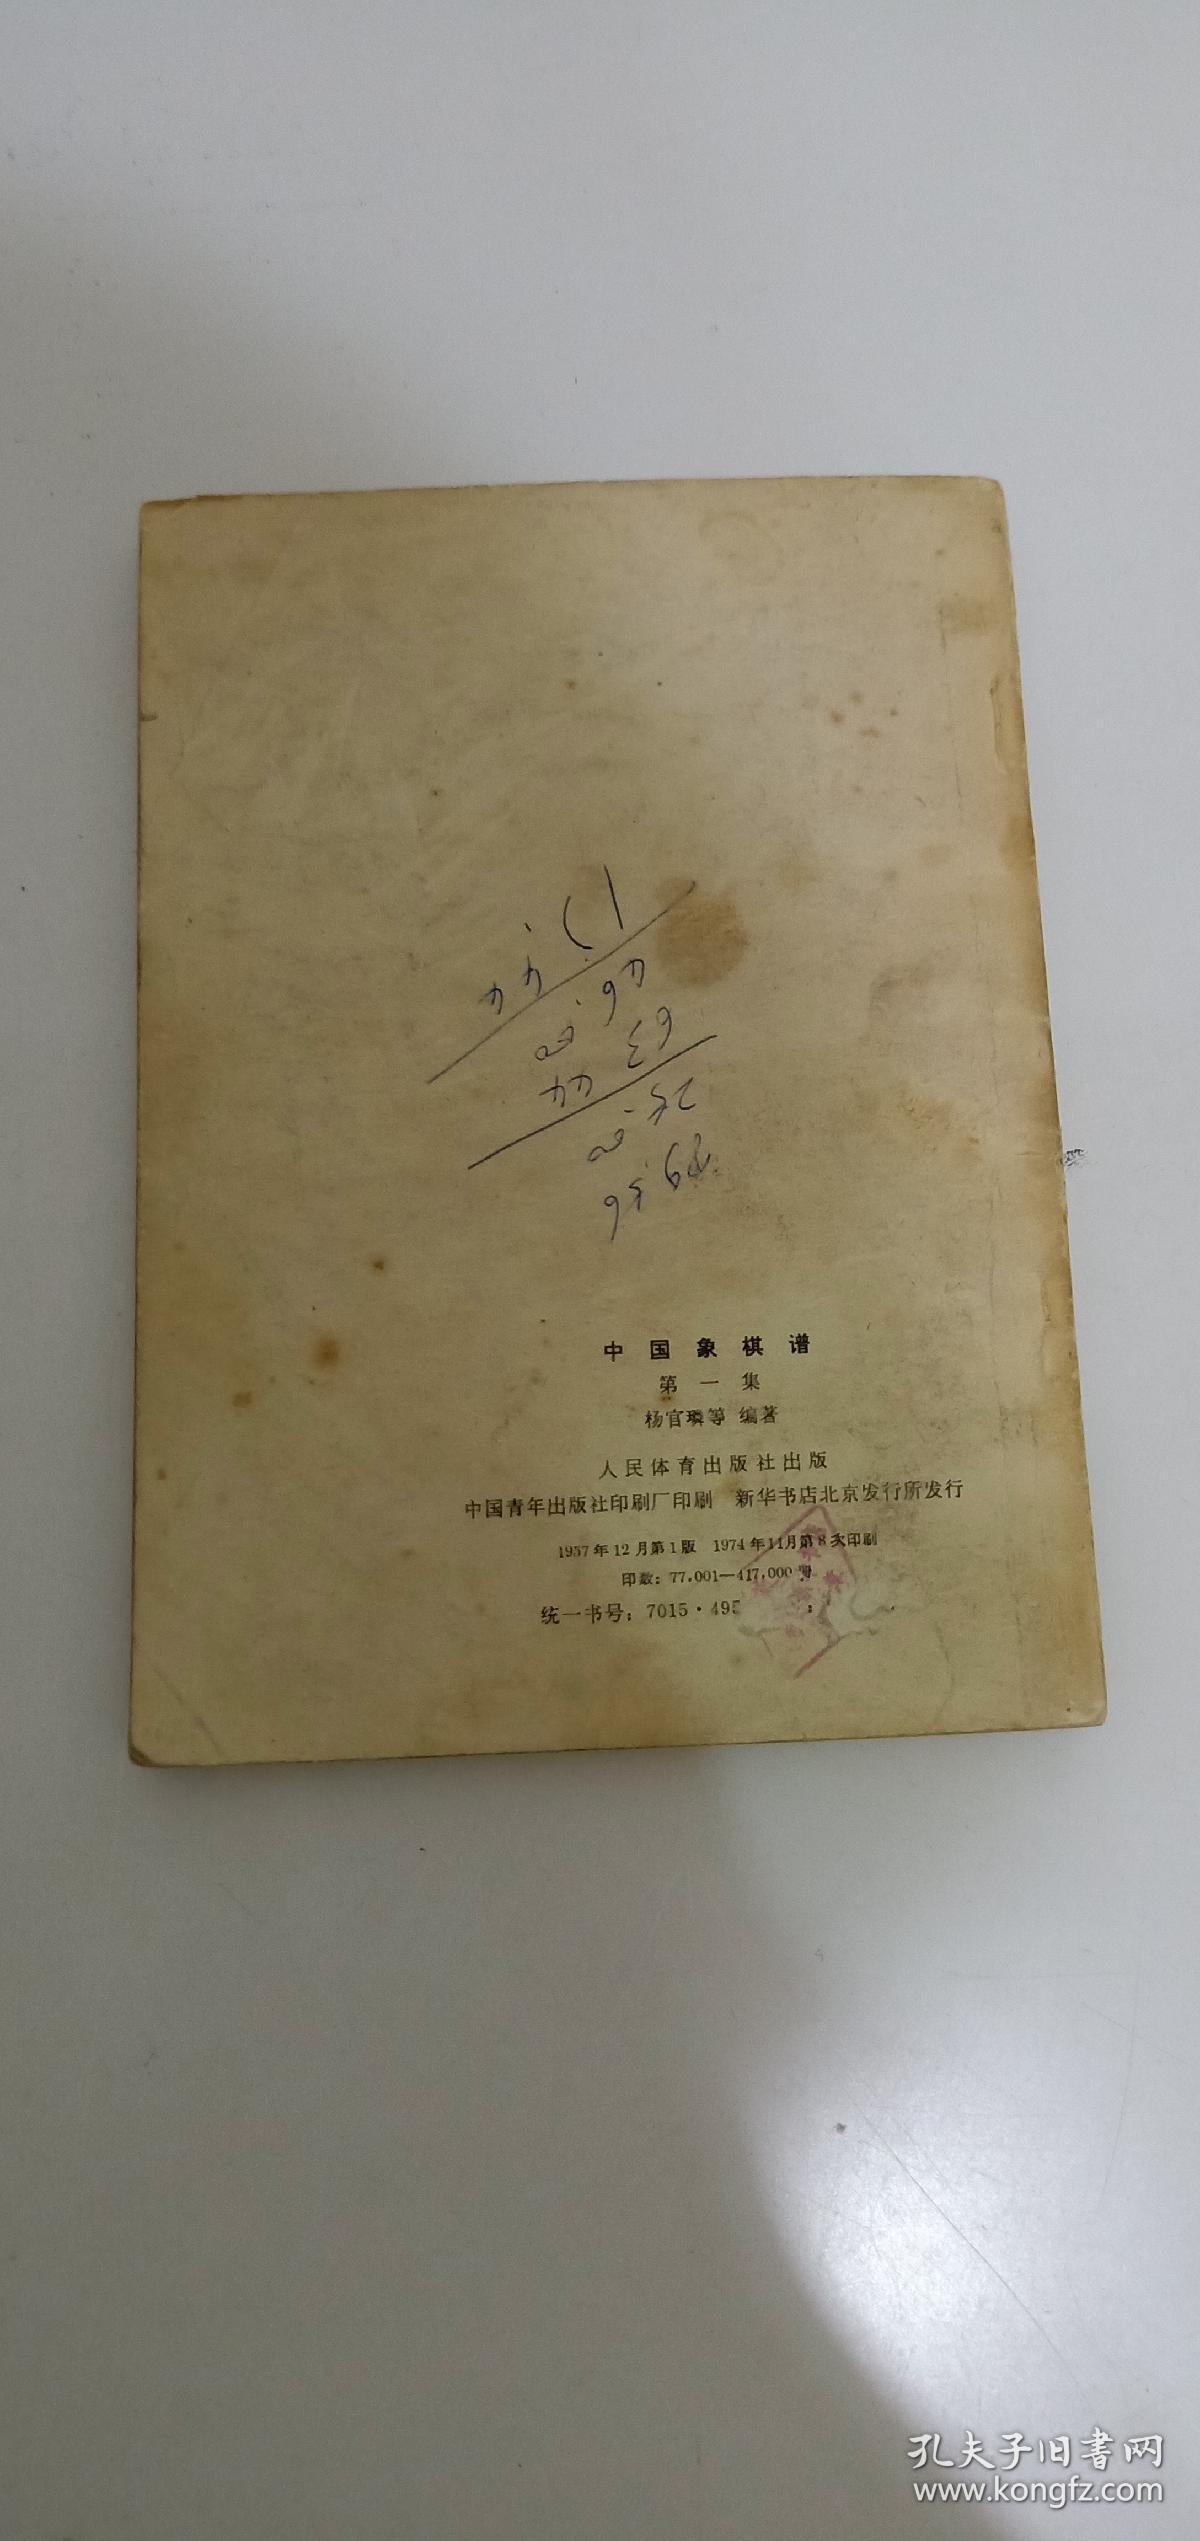 中国象棋谱
第一集
杨官璘等 编著
人民体育出版社出版
中国青年出版社印刷厂印刷 新华书店北京发行所发行
1957年12月第1版 1974年11月第8次印刷
印数：77,001—417,000册
统一书号：7015·495
孔夫子旧书网
www.kongfz.com